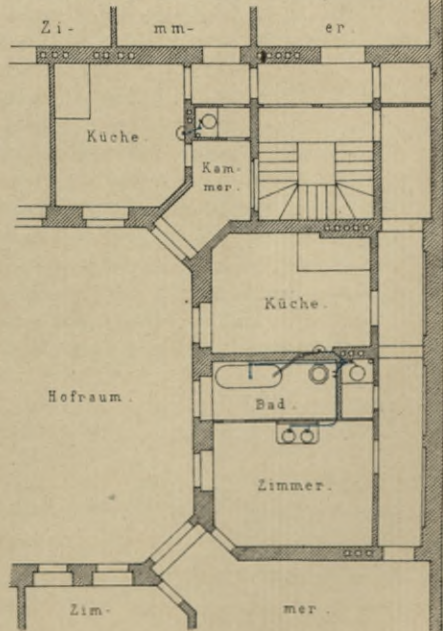 Zi- mm- er.
Küche.
Kam-
mer.
Küche.
Hofraum.
Bad.
Zimmer.
Zim- mer.